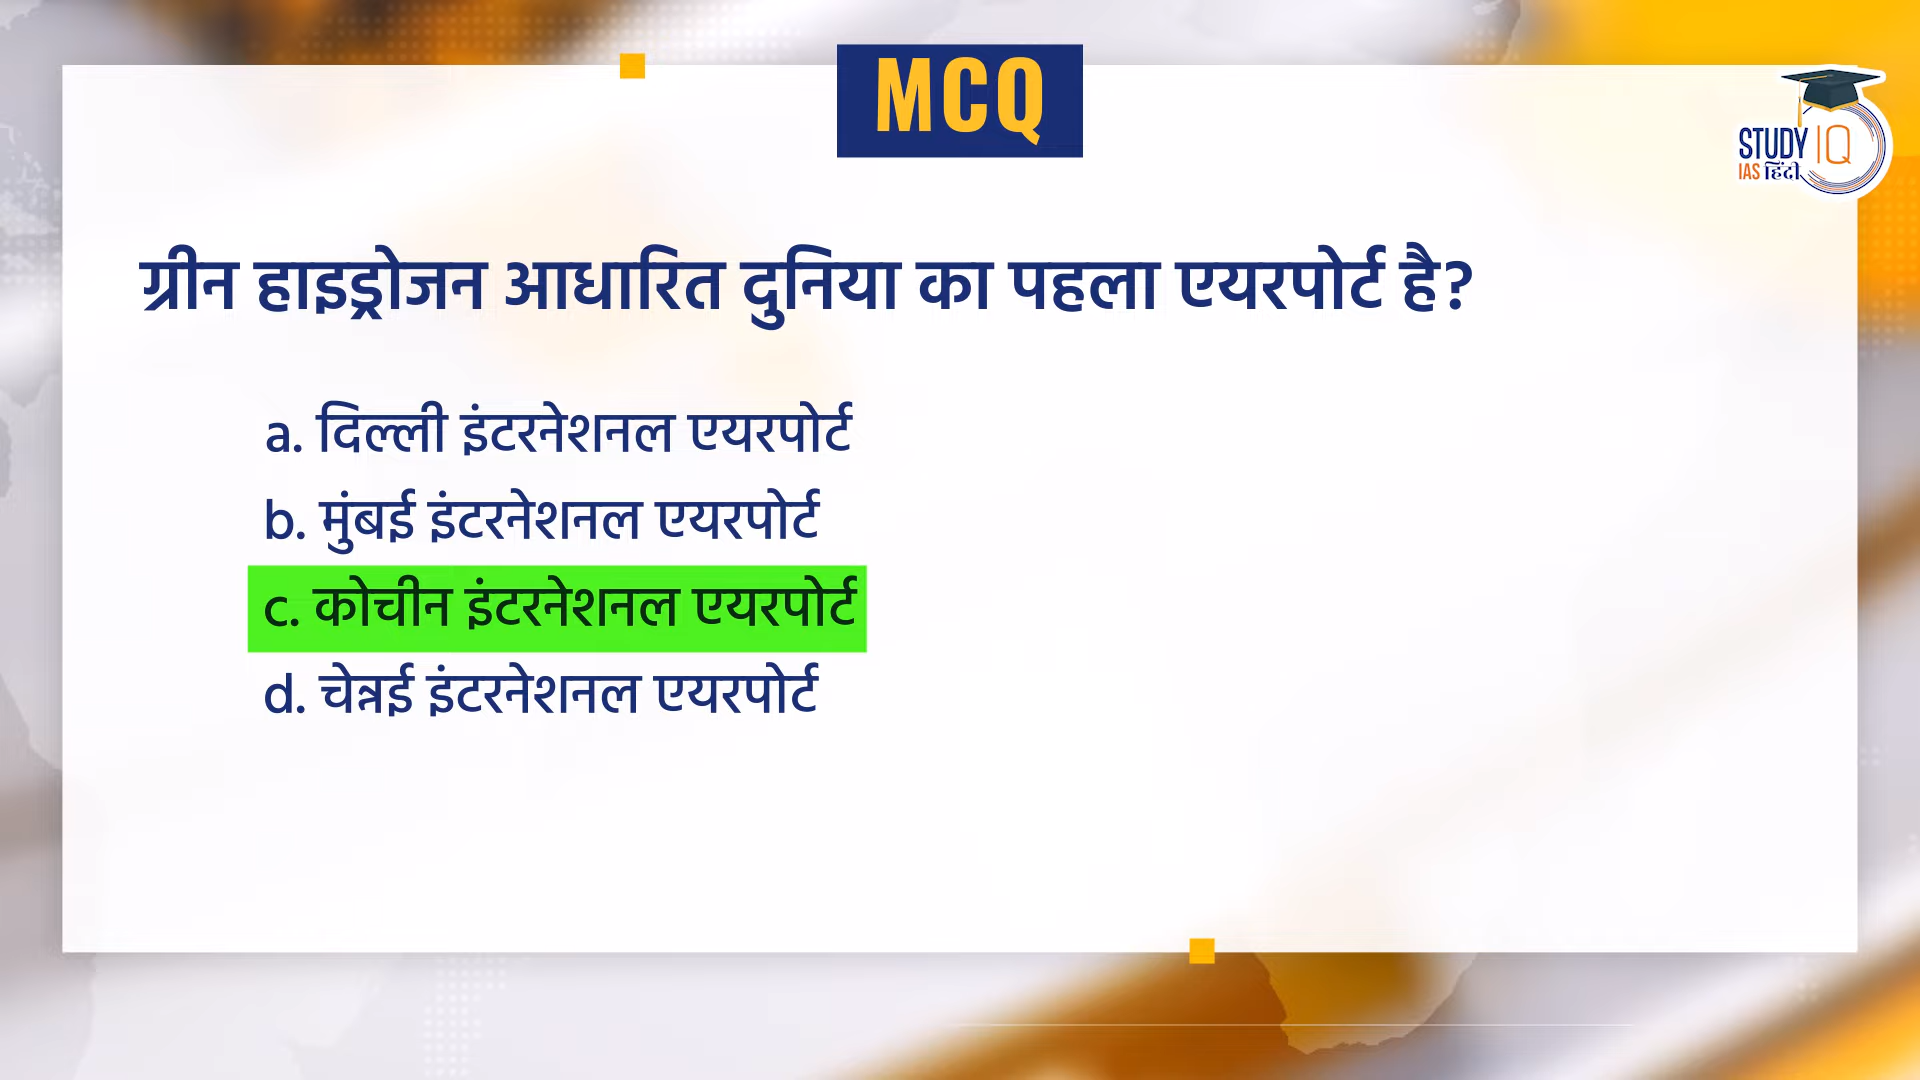 MCQ
STUDY IQ
IAS हिंदी
ग्रीन हाइड्रोजन आधारित दुनिया का पहला एयरपोर्ट है?
a. दिल्ली इंटरनेशनल एयरपोर्ट
b. मुंबई इंटरनेशनल एयरपोर्ट
c. कोचीन इंटरनेशनल एयरपोर्ट
d. चेन्नई इंटरनेशनल एयरपोर्ट